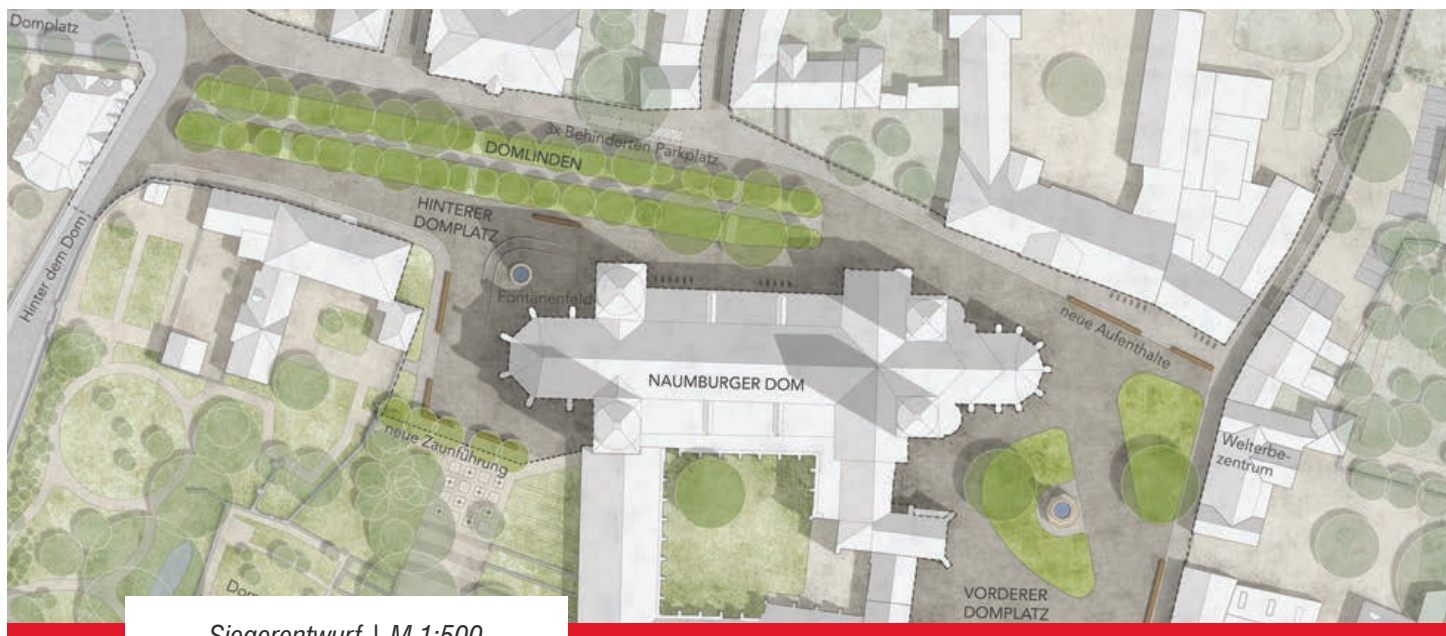 Domplatz
3x Behinderten Parkplatz
DOMLINDEN
HINTERER
DOMPLATZ
Hinter dem Dom
Fontänenfeld
neue Aufenthalte
NAUMBURGER DOM
neue Zaunführung
Welterbe-
zentrum
VORDERER
DOMPLATZ
Siegerentwurf | M 1:500